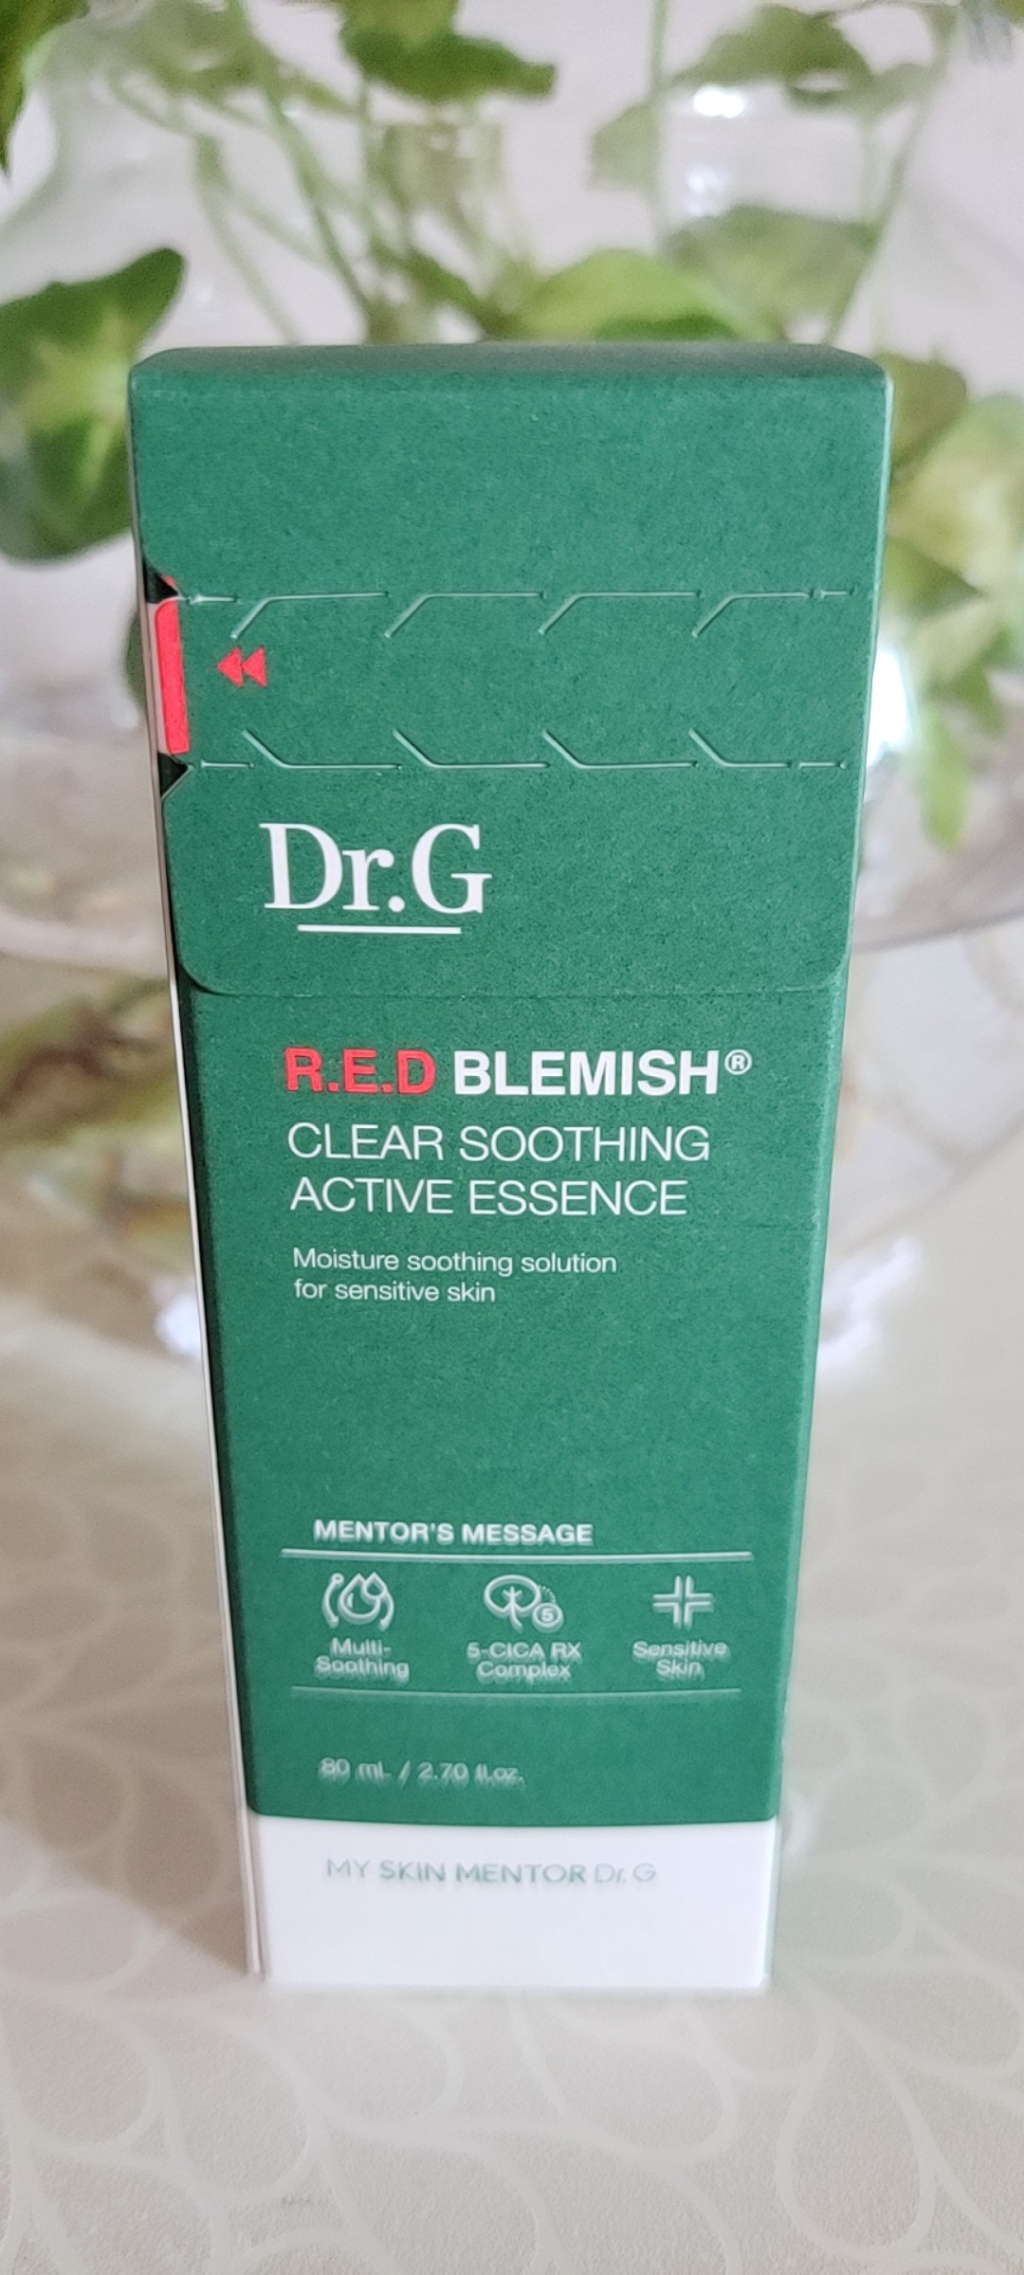 Dr.G
R.E.D BLEMISH®
CLEAR SOOTHING
ACTIVE ESSENCE
Moisture soothing solution
for sensitive skin
MENTOR'S MESSAGE
5
Multi-
Soothing
5-CICA RX
Complex
Sensitive
Skin
80 mL / 2.70 fl.oz.
MY SKIN MENTOR Dr.G